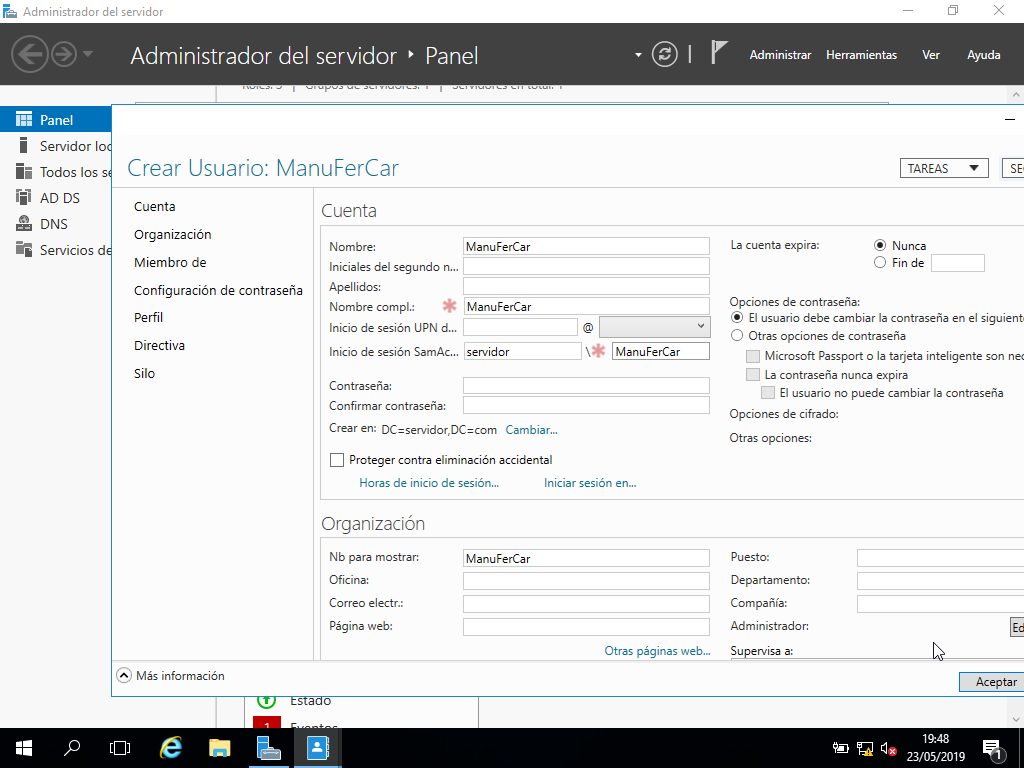 Administrador del servidor
Administrador del servidor ‣ Panel
Administrar Herramientas Ver Ayuda
Roles: 3 | Grupos de servidores: 1 | Servidores en total: 1
Panel
Servidor loc
Todos los se
AD DS
DNS
Servicios de
Crear Usuario: ManuFerCar
TAREAS
SE
Cuenta
Organización
Miembro de
Configuración de contraseña
Perfil
Directiva
Silo
Cuenta
Nombre: ManuFerCar
Iniciales del segundo n...
Apellidos:
Nombre compl.: * ManuFerCar
Inicio de sesión UPN d... @
Inicio de sesión SamAc... servidor \* ManuFerCar
Contraseña:
Confirmar contraseña:
Crear en: DC=servidor,DC=com Cambiar...
Proteger contra eliminación accidental
Horas de inicio de sesión... Iniciar sesión en...
La cuenta expira: Nunca
Fin de
Opciones de contraseña:
El usuario debe cambiar la contraseña en el siguient
Otras opciones de contraseña
Microsoft Passport o la tarjeta inteligente son nec
La contraseña nunca expira
El usuario no puede cambiar la contraseña
Opciones de cifrado:
Otras opciones:
Organización
Nb para mostrar: ManuFerCar
Oficina:
Correo electr.:
Página web:
Otras páginas web...
Puesto:
Departamento:
Compañía:
Administrador:
Ed
Supervisa a:
Más información
Aceptar
Estado
1 Eventos
19:48
23/05/2019
1